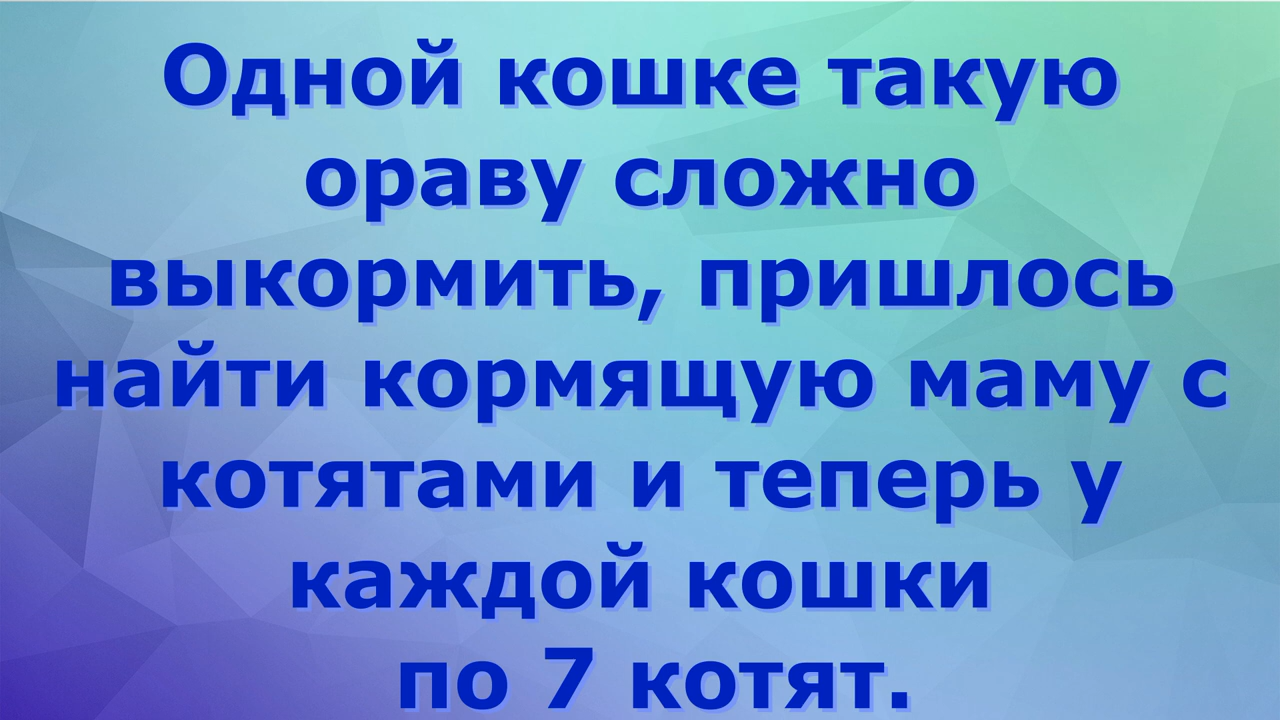 Одной кошке такую
ораву сложно
выкормить, пришлось
найти кормящую маму с
котятами и теперь у
каждой кошки
по 7 котят.